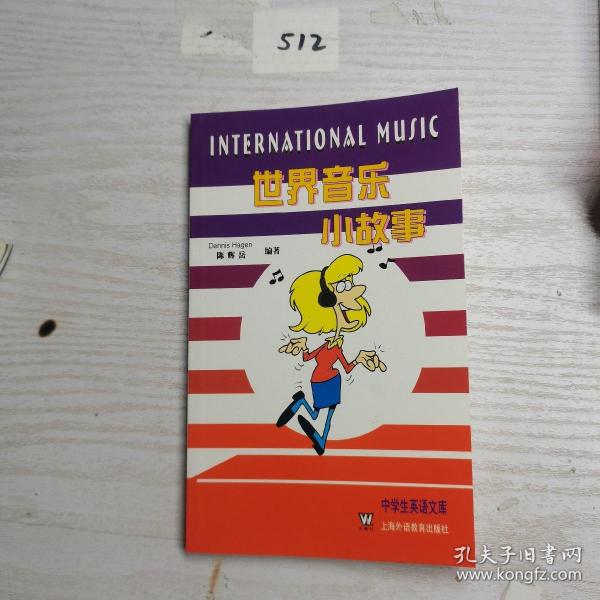 512
INTERNATIONAL MUSIC
世界音乐
小故事
Dennis Hagen
陈辉岳 编著
中学生英语文库
W
上海外语教育出版社
孔夫子旧书网
www.kongfz.com